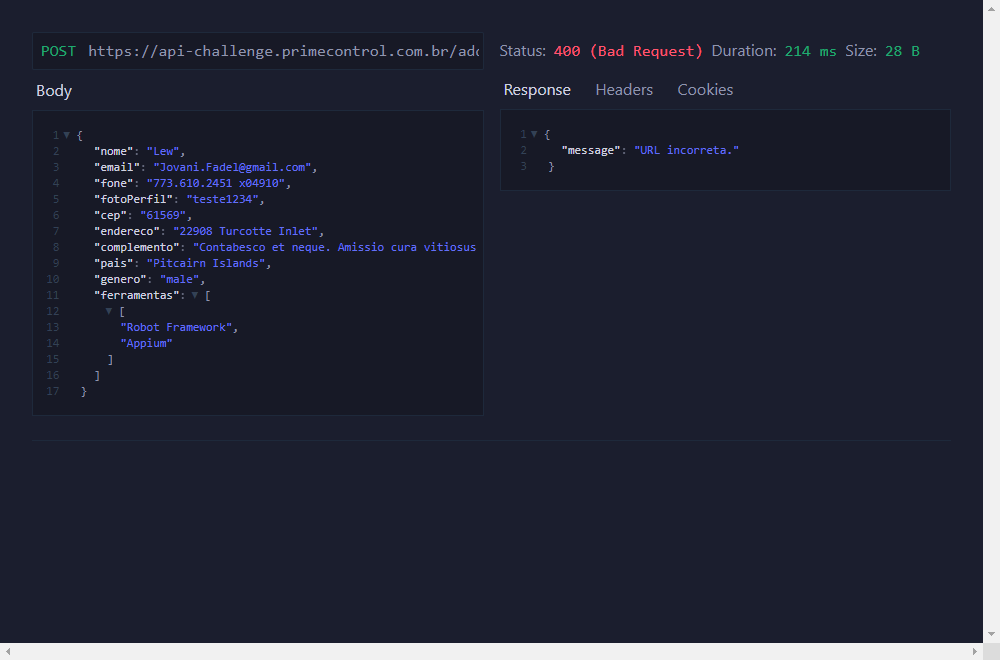 POST https://api-challenge.primecontrol.com.br/add
Status: 400 (Bad Request) Duration: 214 ms Size: 28 B
Body
Response Headers Cookies
1 {
2 "nome": "Lew",
3 "email": "Jovani.Fadel@gmail.com",
4 "fone": "773.610.2451 x04910",
5 "fotoPerfil": "teste1234",
6 "cep": "61569",
7 "endereco": "22908 Turcotte Inlet",
8 "complemento": "Contabesco et neque. Amissio cura vitiosus
9 "pais": "Pitcairn Islands",
10 "genero": "male",
11 "ferramentas": [
12 [
13 "Robot Framework",
14 "Appium"
15 ]
16 ]
17 }
1 {
2 "message": "URL incorreta."
3 }